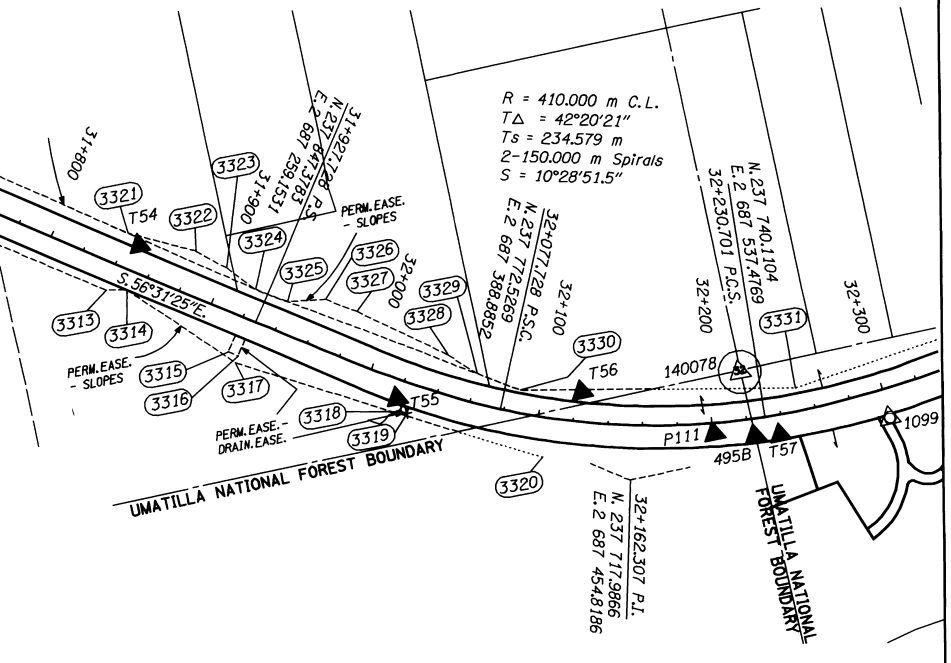 R = 410.000 m C.L.
T∆ = 42°20'21"
Ts = 234.579 m
2-150.000 m Spirals
S = 10°28'51.5"
31+800
3321
T54
3322
3323
31+900
31+927.728 P.S.
N. 237 847.3783
E. 2 687 259.1531
3324
3325
PERM. EASE.
- SLOPES
3326
3327
32+000
3328
3329
32+077.728 P.S.C.
N. 237 772.5269
E. 2 687 388.8852
32+100
3330
T56
32+200
N. 237 740.1104
E. 2 687 537.4769
32+230.701 P.C.S.
3331
32+300
140078
52
S. 56°31'25"E.
3313
3314
PERM. EASE.
- SLOPES
3315
3316
3317
3318
3319
T55
PERM. EASE.-
DRAIN. EASE.
3320
P111
495B
T57
1099
UMATILLA NATIONAL FOREST BOUNDARY
32+162.307 P.I.
N. 237 717.9866
E. 2 687 454.8186
UMATILLA NATIONAL
FOREST BOUNDARY